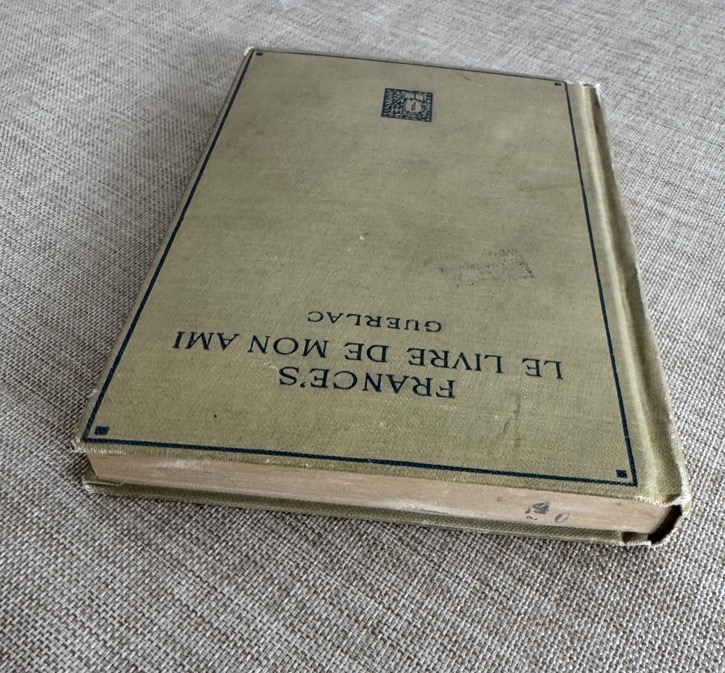 FRANCE'S
LE LIVRE DE MON AMI
GUERLAC